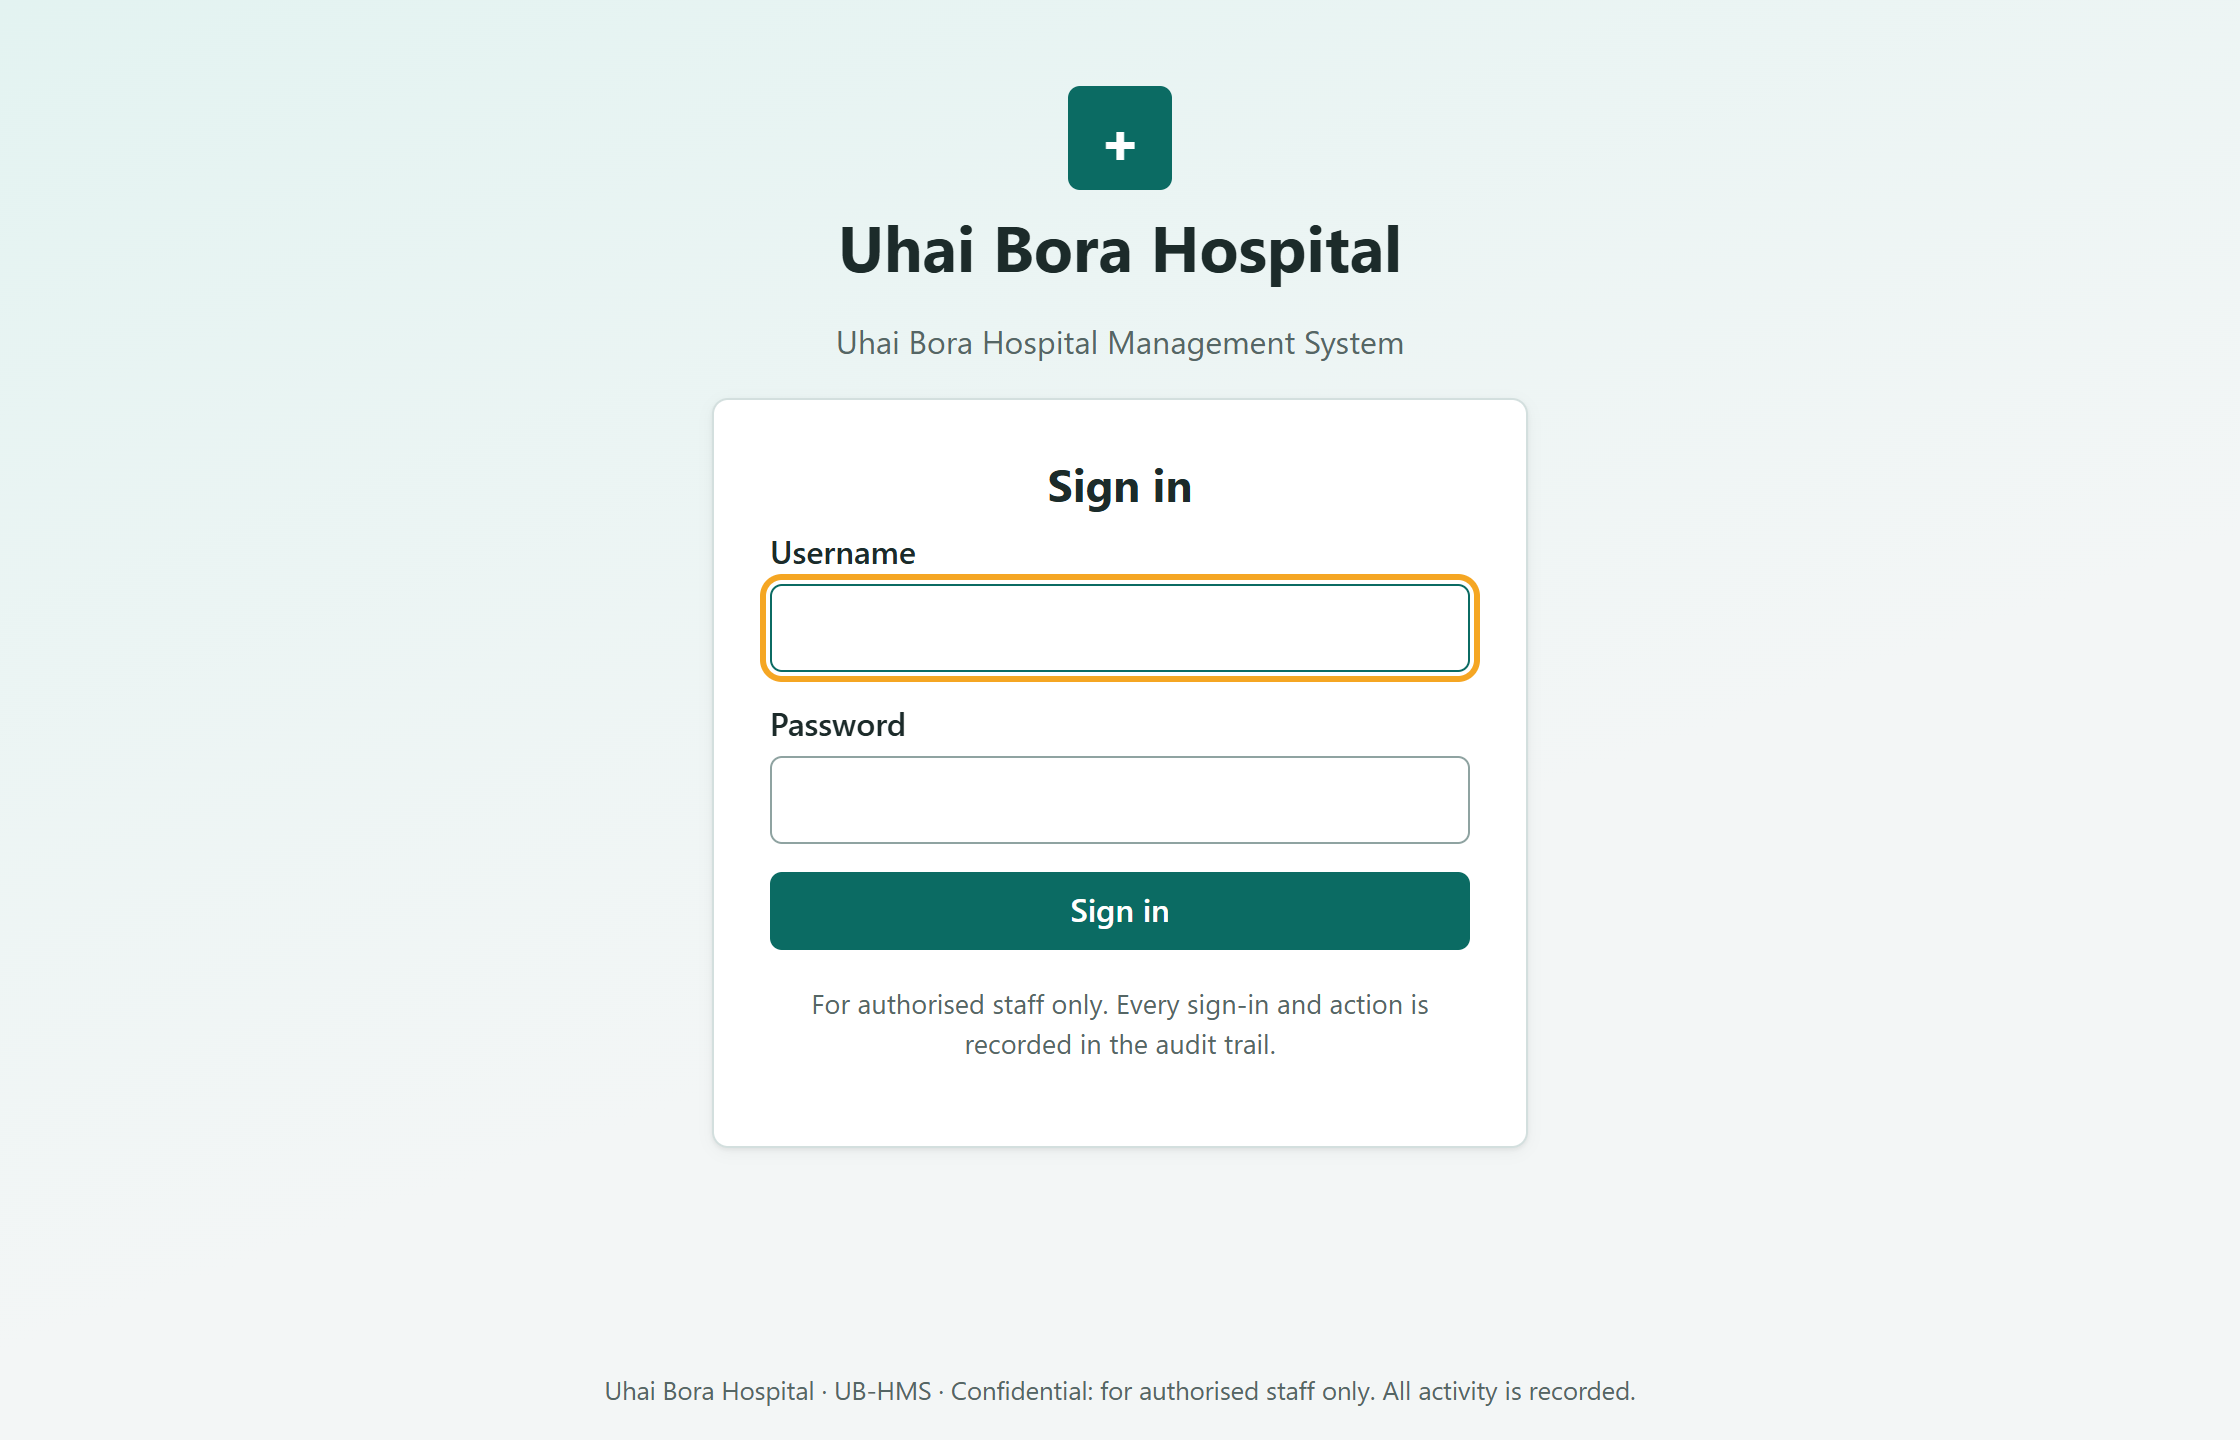 +
Uhai Bora Hospital
Uhai Bora Hospital Management System
Sign in
Username
Password
Sign in
For authorised staff only. Every sign-in and action is
recorded in the audit trail.
Uhai Bora Hospital · UB-HMS · Confidential: for authorised staff only. All activity is recorded.